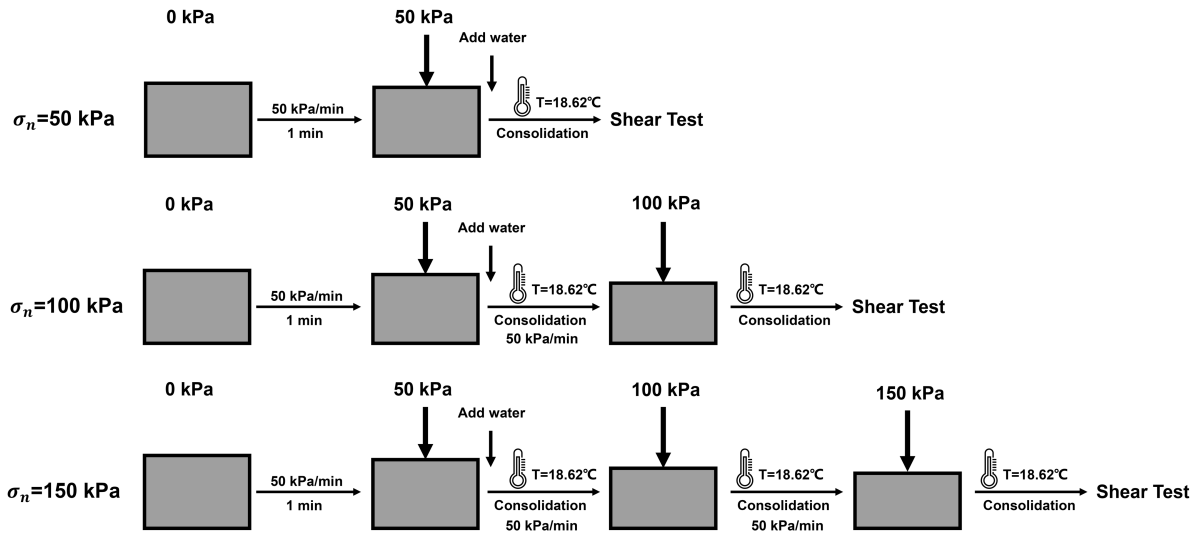 0 kPa
50 kPa
Add water
σn=50 kPa
50 kPa/min
1 min
T=18.62℃
Consolidation
Shear Test
0 kPa
50 kPa
100 kPa
Add water
σn=100 kPa
50 kPa/min
1 min
T=18.62℃
Consolidation
50 kPa/min
T=18.62℃
Consolidation
Shear Test
0 kPa
50 kPa
100 kPa
150 kPa
Add water
σn=150 kPa
50 kPa/min
1 min
T=18.62℃
Consolidation
50 kPa/min
T=18.62℃
Consolidation
50 kPa/min
T=18.62℃
Consolidation
Shear Test